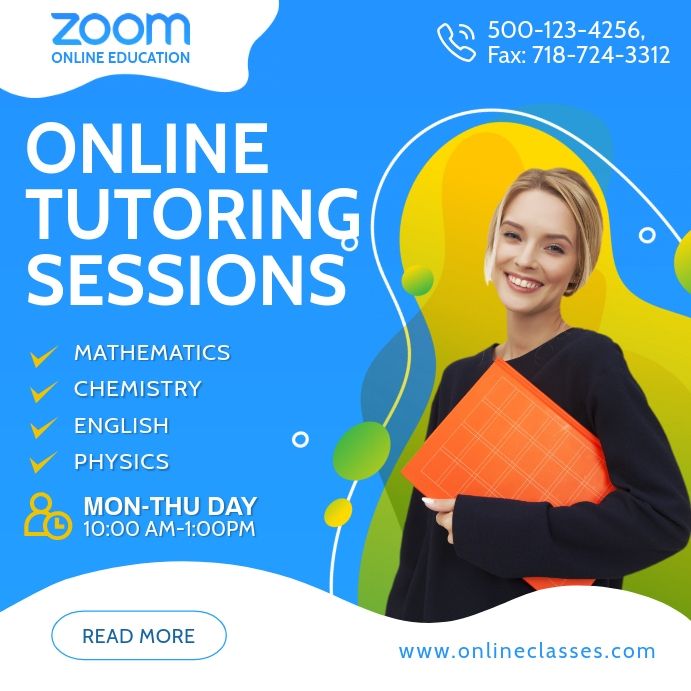 zoom
ONLINE EDUCATION
500-123-4256,
Fax: 718-724-3312
ONLINE
TUTORING
SESSIONS
MATHEMATICS
CHEMISTRY
ENGLISH
PHYSICS
MON-THU DAY
10:00 AM-1:00PM
READ MORE
www.onlineclasses.com